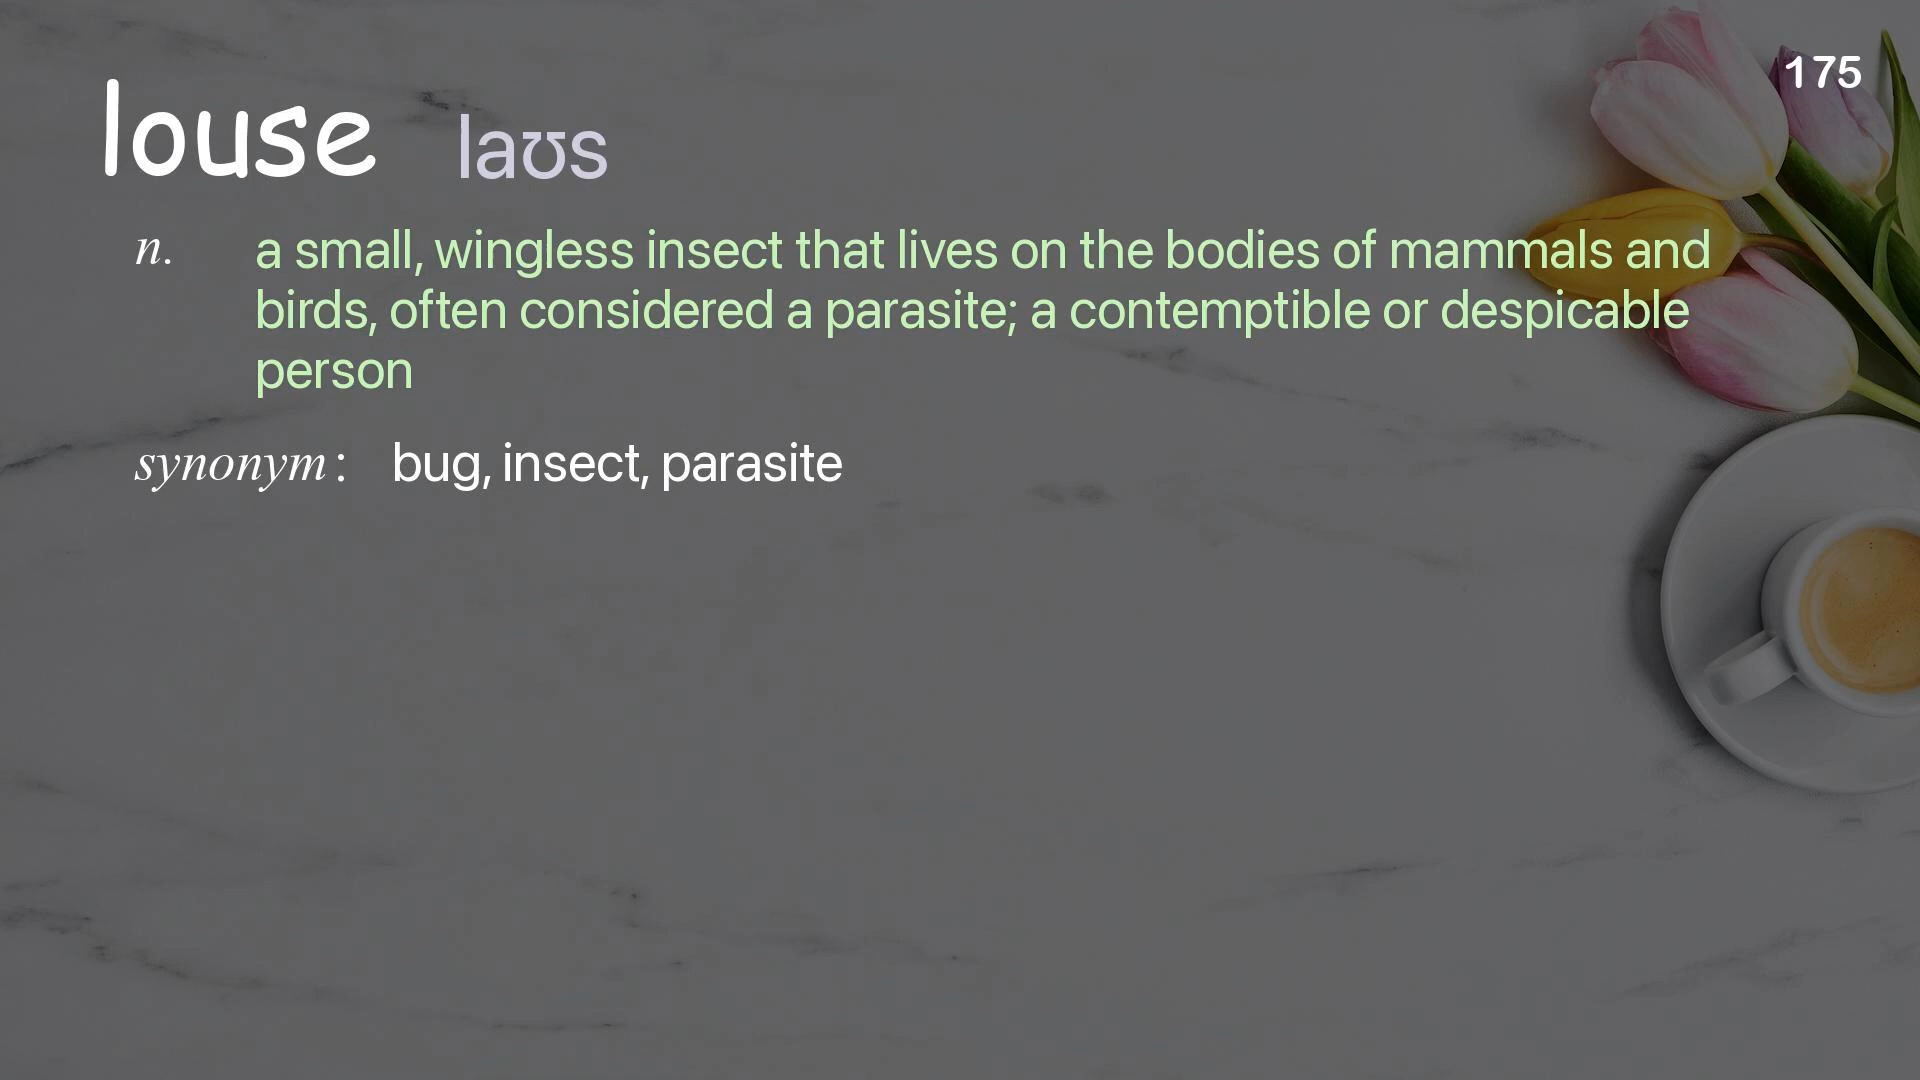 175
louse laʊs
n. a small, wingless insect that lives on the bodies of mammals and
birds, often considered a parasite; a contemptible or despicable
person
synonym: bug, insect, parasite